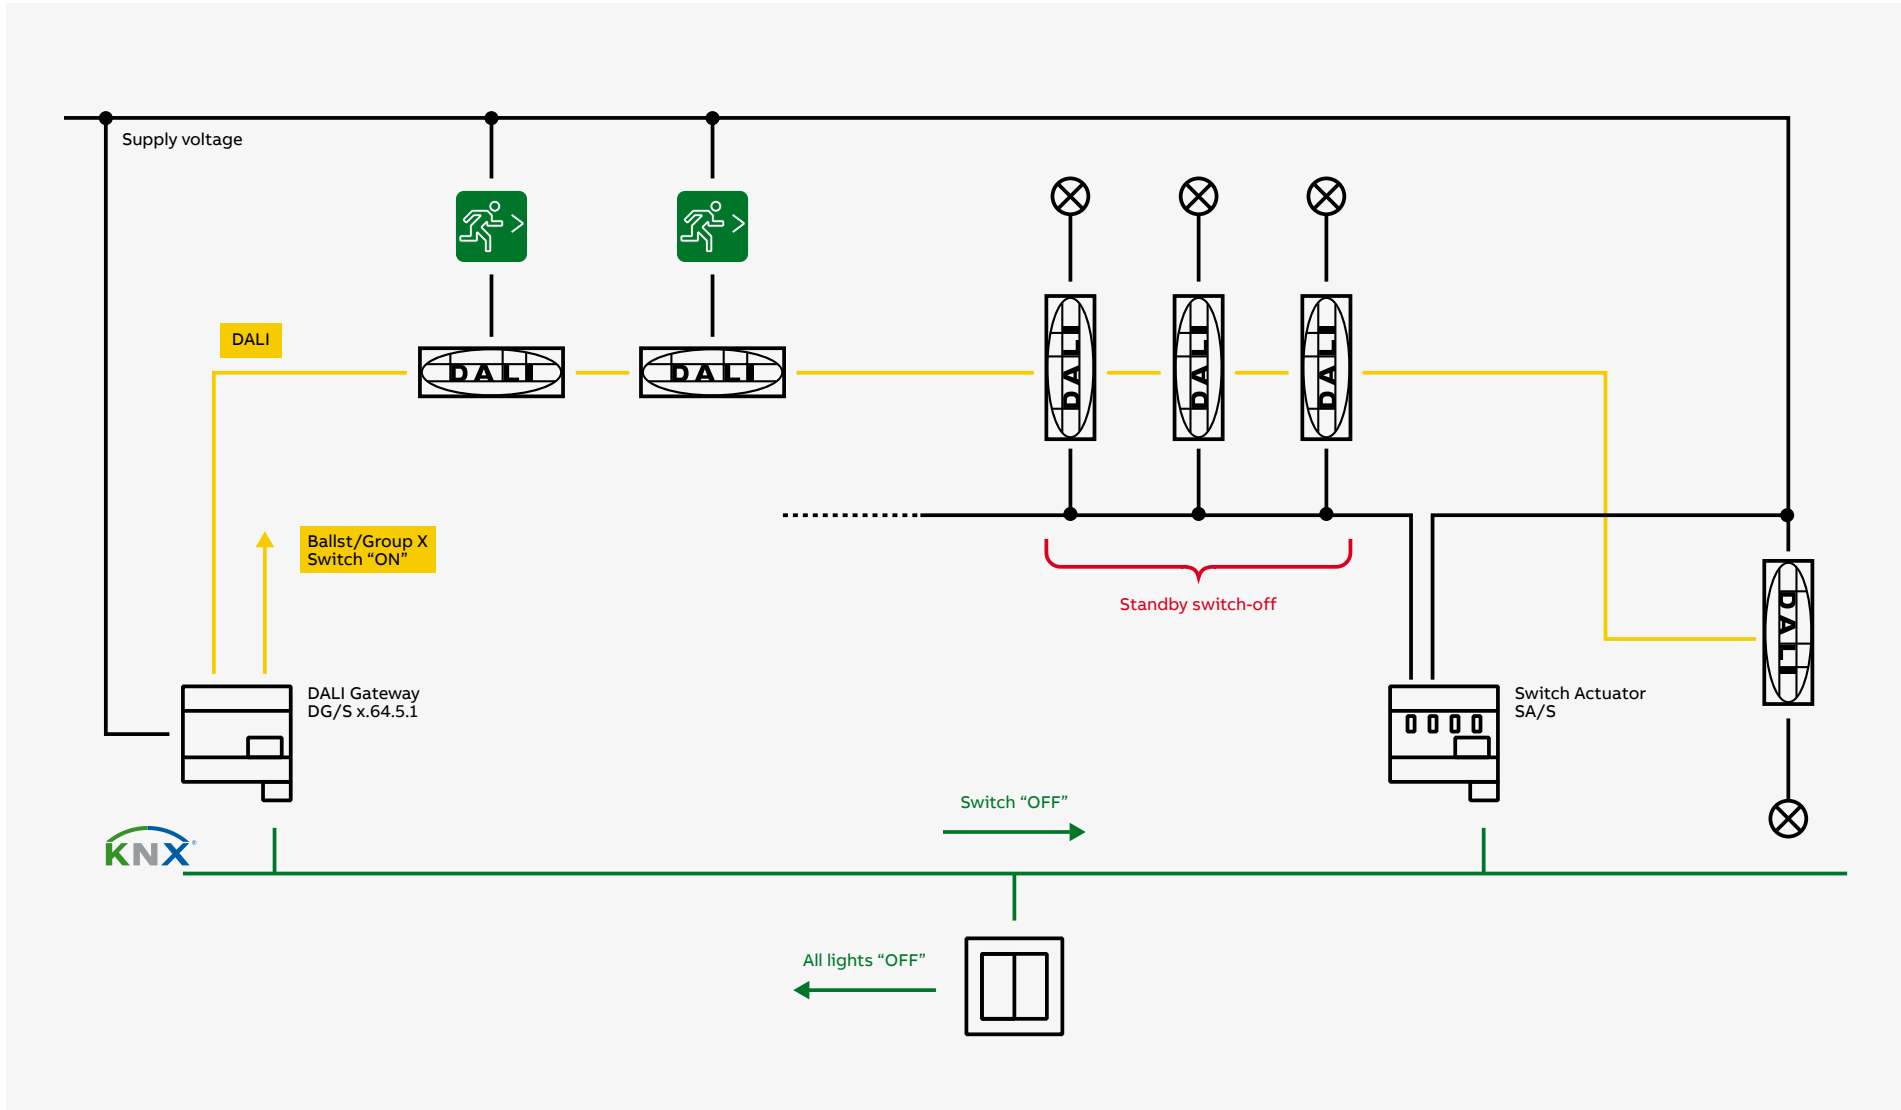 Supply voltage
DALI
DALI
DALI
DALI
DALI
DALI
Ballst/Group X
Switch “ON”
Standby switch-off
DALI
DALI Gateway
DG/S x.64.5.1
Switch Actuator
SA/S
Switch “OFF”
KNX®
All lights “OFF”